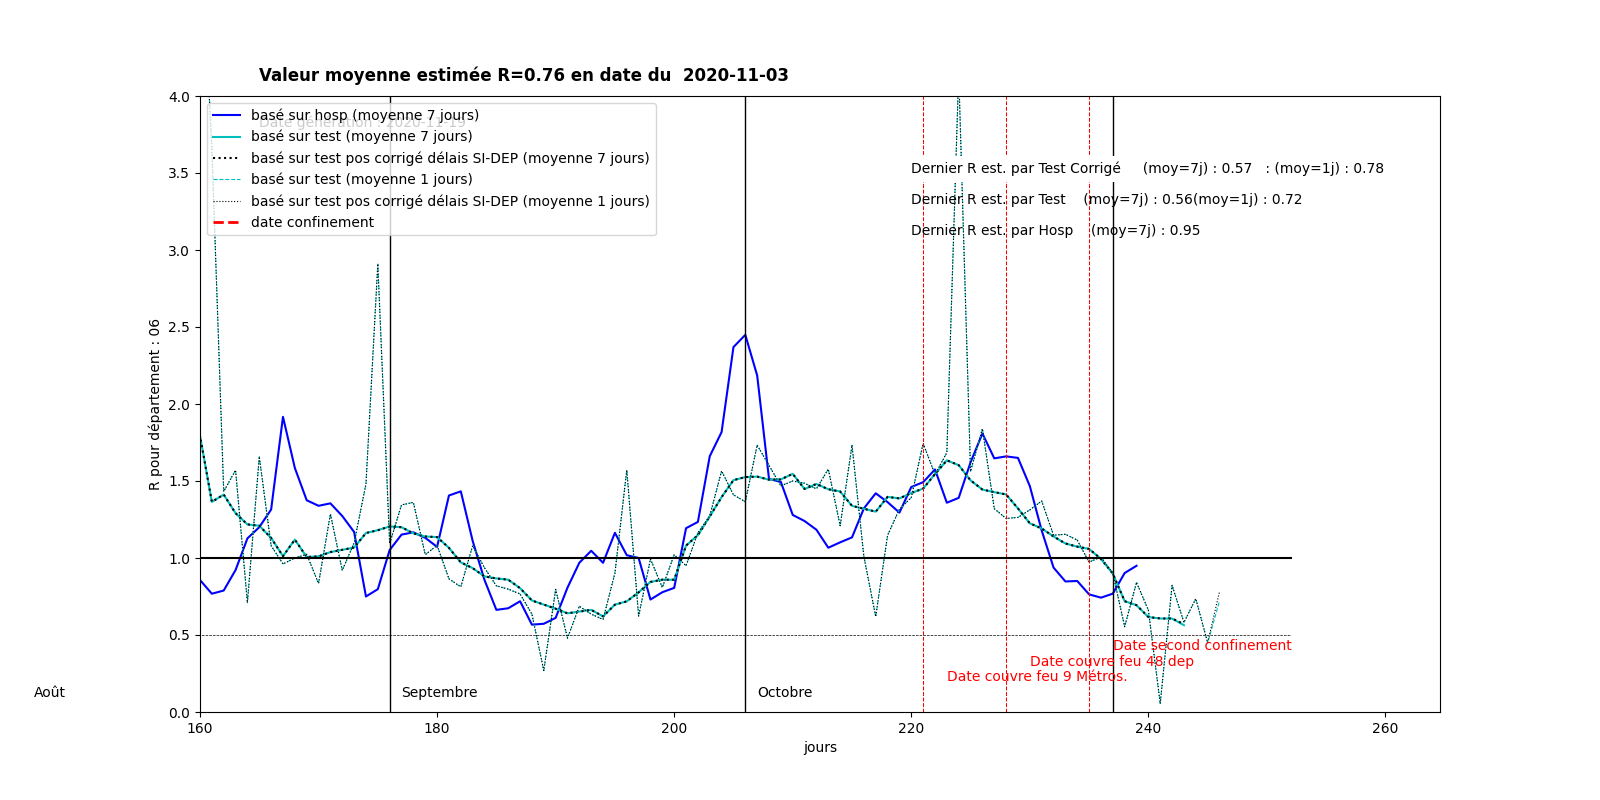 Valeur moyenne estimée R=0.76 en date du  2020-11-03
Date génération : 2020-11-19
basé sur hosp (moyenne 7 jours)
basé sur test (moyenne 7 jours)
basé sur test pos corrigé délais SI-DEP (moyenne 7 jours)
basé sur test (moyenne 1 jours)
basé sur test pos corrigé délais SI-DEP (moyenne 1 jours)
date confinement
Dernier R est. par Test Corrigé     (moy=7j) : 0.57   : (moy=1j) : 0.78
Dernier R est. par Test    (moy=7j) : 0.56(moy=1j) : 0.72
Dernier R est. par Hosp    (moy=7j) : 0.95
R pour département : 06
4.0
3.5
3.0
2.5
2.0
1.5
1.0
0.5
0.0
Date second confinement
Date couvre feu 48 dep
Date couvre feu 9 Métros.
Août
Septembre
Octobre
160
180
200
220
240
260
jours